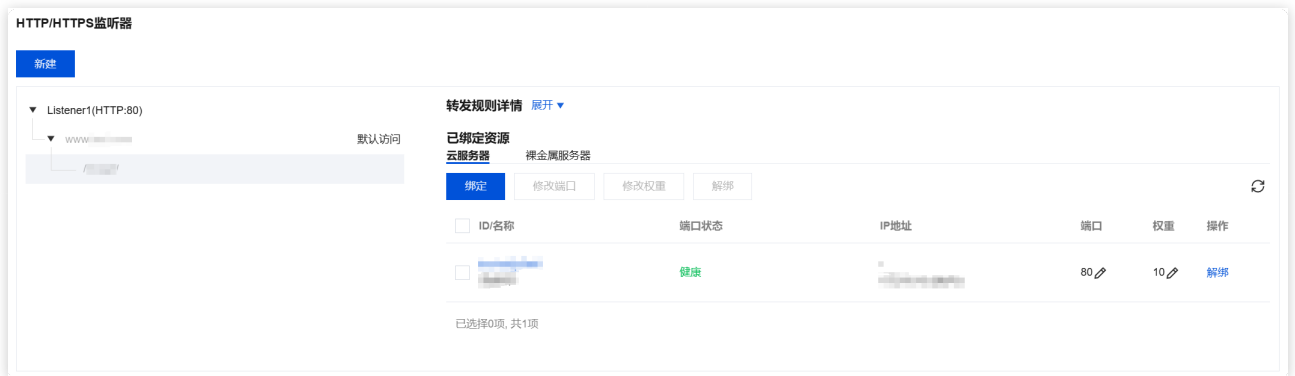 HTTP/HTTPS监听器
新建
Listener1(HTTP:80)
www
默认访问
转发规则详情 展开
已绑定资源
云服务器 裸金属服务器
绑定 修改端口 修改权重 解绑
ID/名称 端口状态 IP地址 端口 权重 操作
健康 80 10 解绑
已选择0项, 共1项